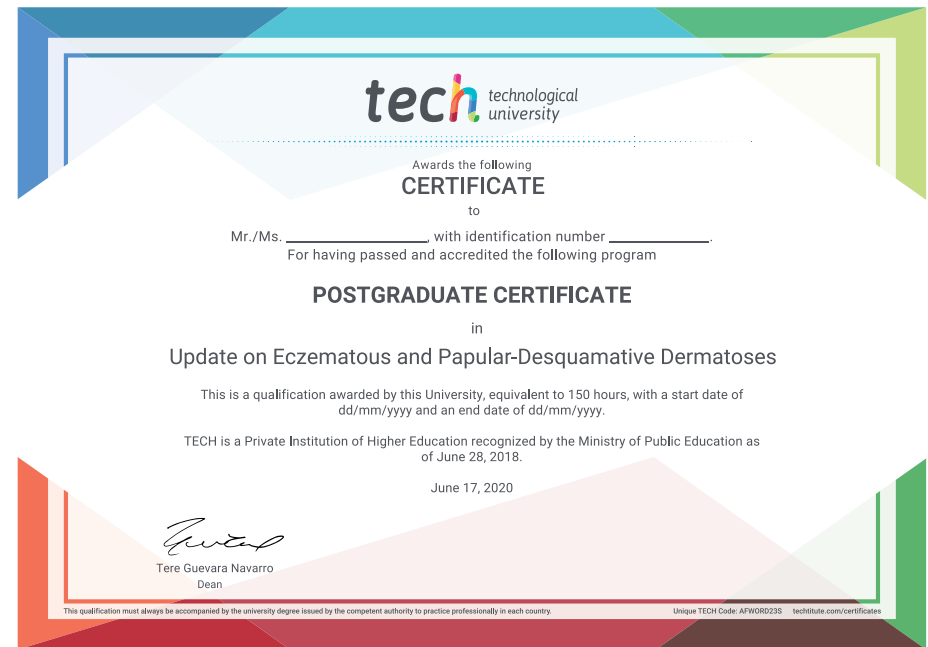 tech technological
university
Awards the following
CERTIFICATE
to
Mr./Ms. ____________________, with identification number ______________.
For having passed and accredited the following program
POSTGRADUATE CERTIFICATE
in
Update on Eczematous and Papular-Desquamative Dermatoses
This is a qualification awarded by this University, equivalent to 150 hours, with a start date of
dd/mm/yyyy and an end date of dd/mm/yyyy.
TECH is a Private Institution of Higher Education recognized by the Ministry of Public Education as
of June 28, 2018.
June 17, 2020
Tere Guevara Navarro
Dean
This qualification must always be accompanied by the university degree issued by the competent authority to practice professionally in each country.
Unique TECH Code: AFWORD23S techtitute.com/certificates